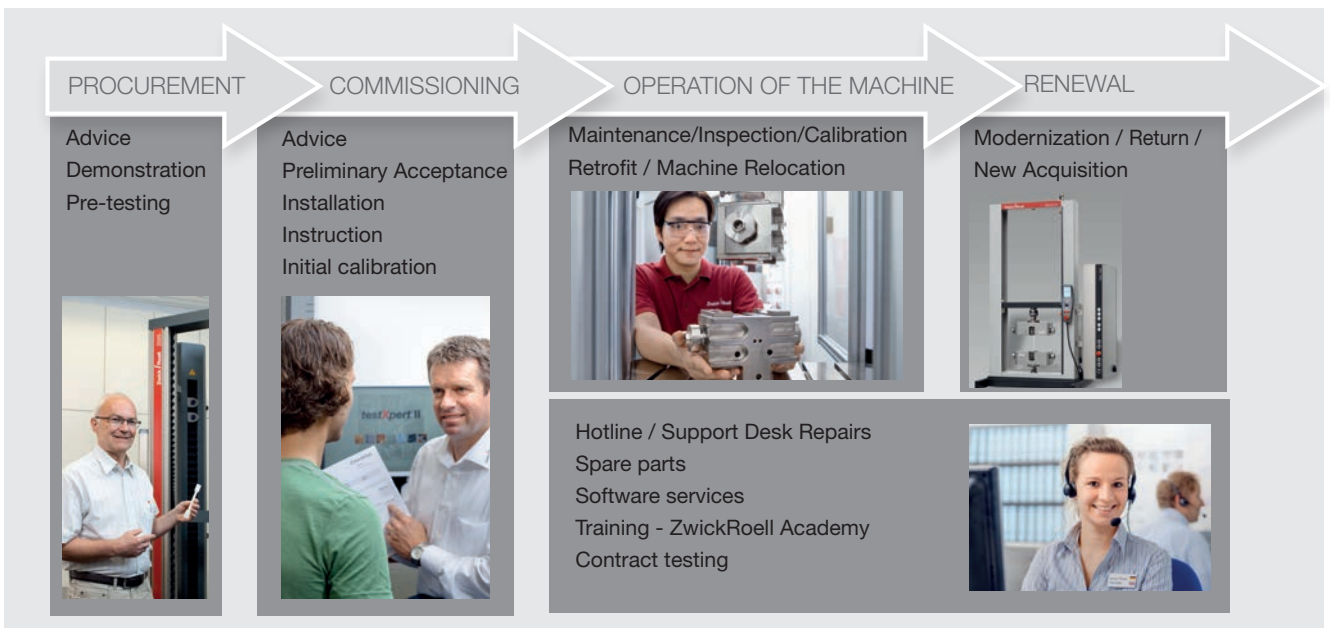 PROCUREMENT
COMMISSIONING
OPERATION OF THE MACHINE
RENEWAL
Advice
Demonstration
Pre-testing
Advice
Preliminary Acceptance
Installation
Instruction
Initial calibration
Maintenance/Inspection/Calibration
Retrofit / Machine Relocation
Modernization / Return /
New Acquisition
testXpert II
Hotline / Support Desk Repairs
Spare parts
Software services
Training - ZwickRoell Academy
Contract testing